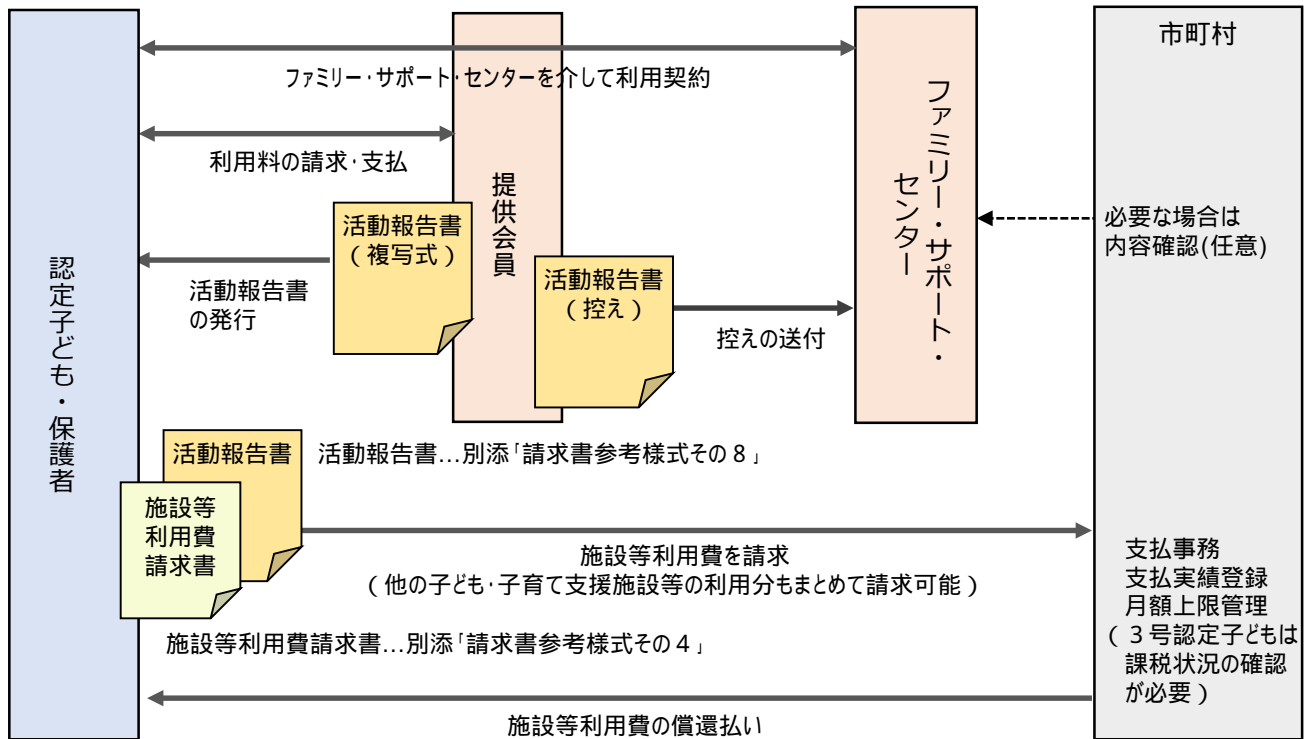 認定子ども・保護者
ファミリー・サポート・センターを介して利用契約
利用料の請求・支払
提供会員
活動報告書
（複写式）
活動報告書
の発行
活動報告書
（控え）
控えの送付
ファミリー・サポート・
センター
市町村
必要な場合は
内容確認(任意)
活動報告書
活動報告書…別添「請求書参考様式その８」
施設等
利用費
請求書
施設等利用費を請求
（他の子ども・子育て支援施設等の利用分もまとめて請求可能）
施設等利用費請求書…別添「請求書参考様式その４」
支払事務
支払実績登録
月額上限管理
（３号認定子どもは
課税状況の確認
が必要）
施設等利用費の償還払い